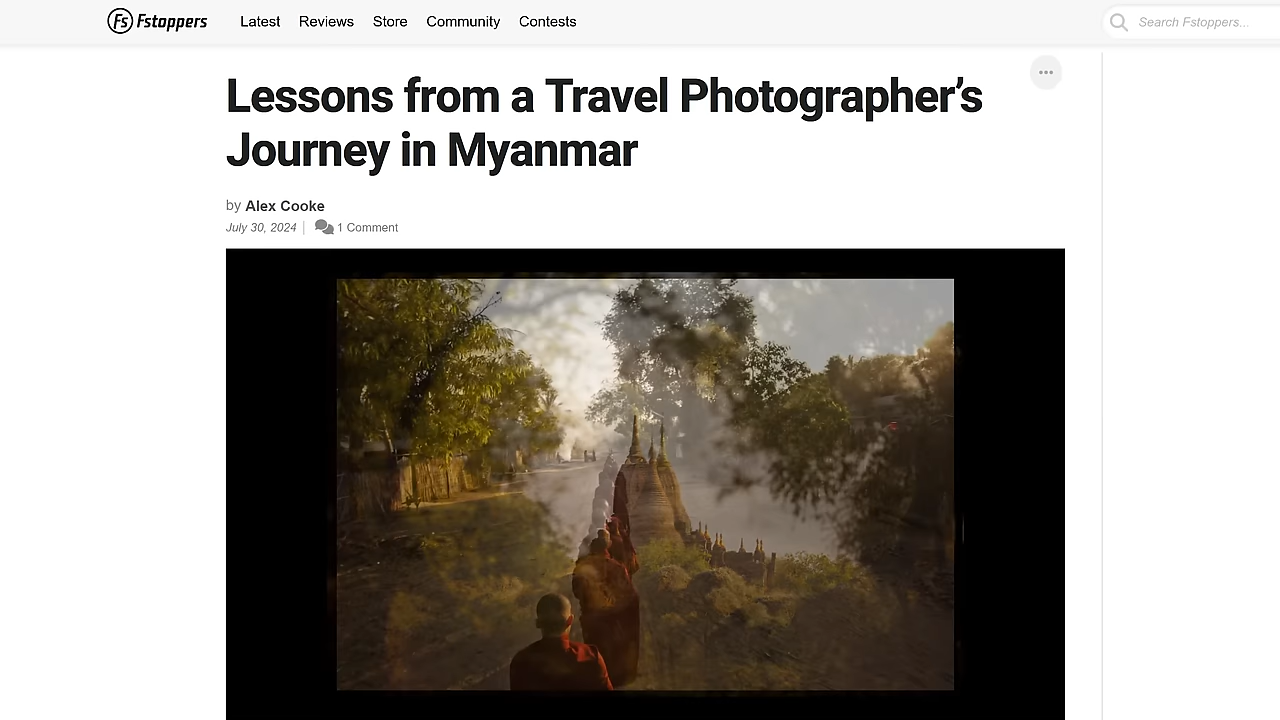 Fs Fstoppers Latest Reviews Store Community Contests Search Fstoppers...
Lessons from a Travel Photographer’s
Journey in Myanmar
by Alex Cooke
July 30, 2024 1 Comment